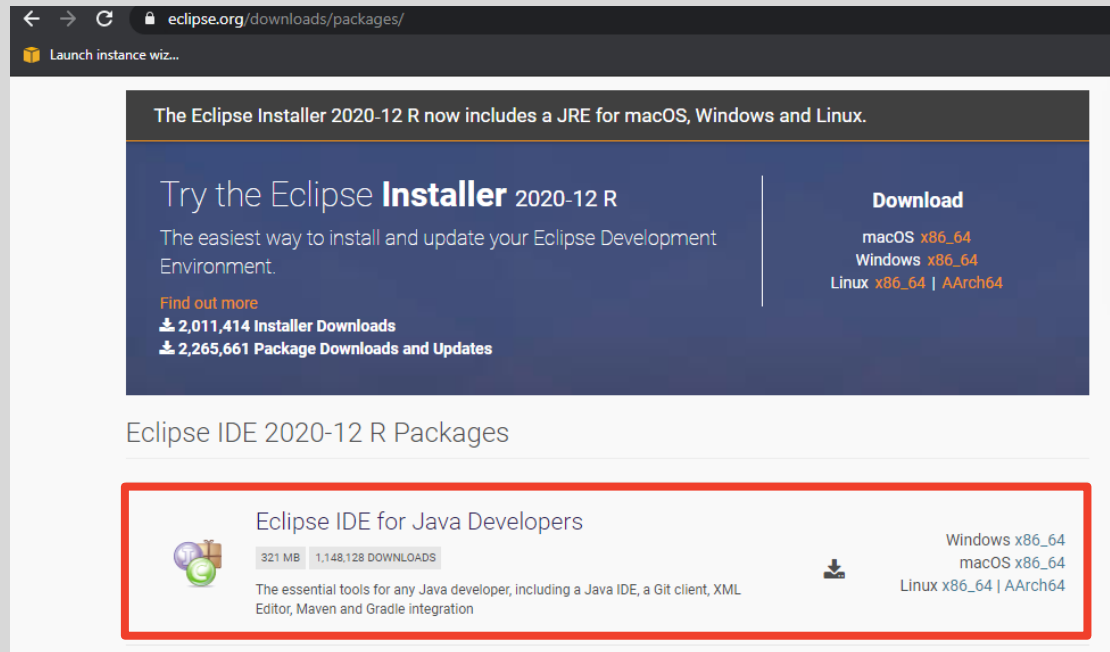 eclipse.org/downloads/packages/
Launch instance wiz...
The Eclipse Installer 2020-12 R now includes a JRE for macOS, Windows and Linux.
Try the Eclipse Installer 2020-12 R
The easiest way to install and update your Eclipse Development
Environment.
Find out more
2,011,414 Installer Downloads
2,265,661 Package Downloads and Updates
Download
macOS x86_64
Windows x86_64
Linux x86_64 | AArch64
Eclipse IDE 2020-12 R Packages
Eclipse IDE for Java Developers
321 MB 1,148,128 DOWNLOADS
The essential tools for any Java developer, including a Java IDE, a Git client, XML
Editor, Maven and Gradle integration
Windows x86_64
macOS x86_64
Linux x86_64 | AArch64